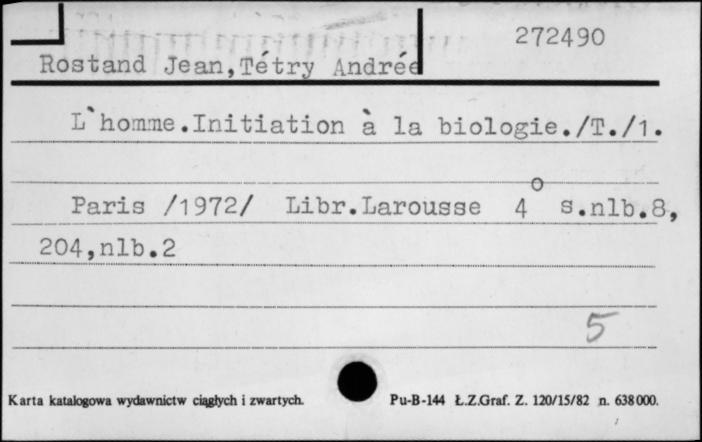 272490
Rostand Jean,Tétry Andrée
L`homme.Initiation à la biologie./T./1.
Paris /1972/ Libr.Larousse 4° s.nlb.8,
204,nlb.2
5
Karta katalogowa wydawnictw ciągłych i zwartych. Pu-B-144 Ł.Z.Graf. Z. 120/15/82 n. 638000.